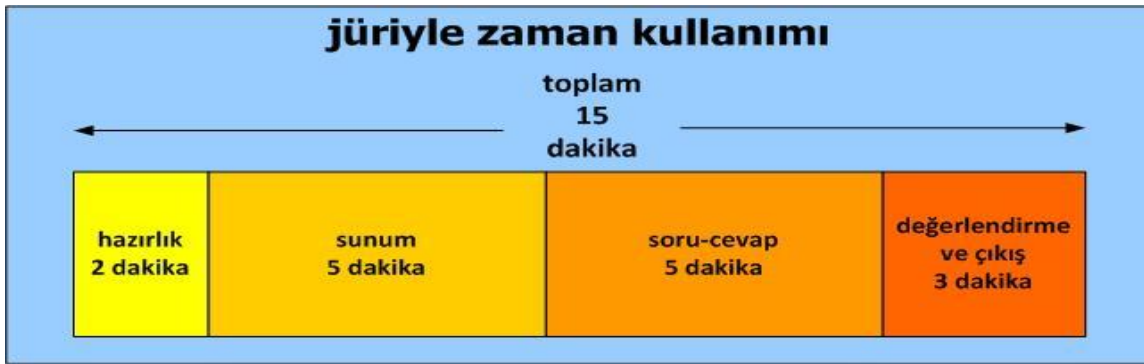 jüriyle zaman kullanımı
toplam
15
dakika
hazırlık
2 dakika
sunum
5 dakika
soru-cevap
5 dakika
değerlendirme
ve çıkış
3 dakika